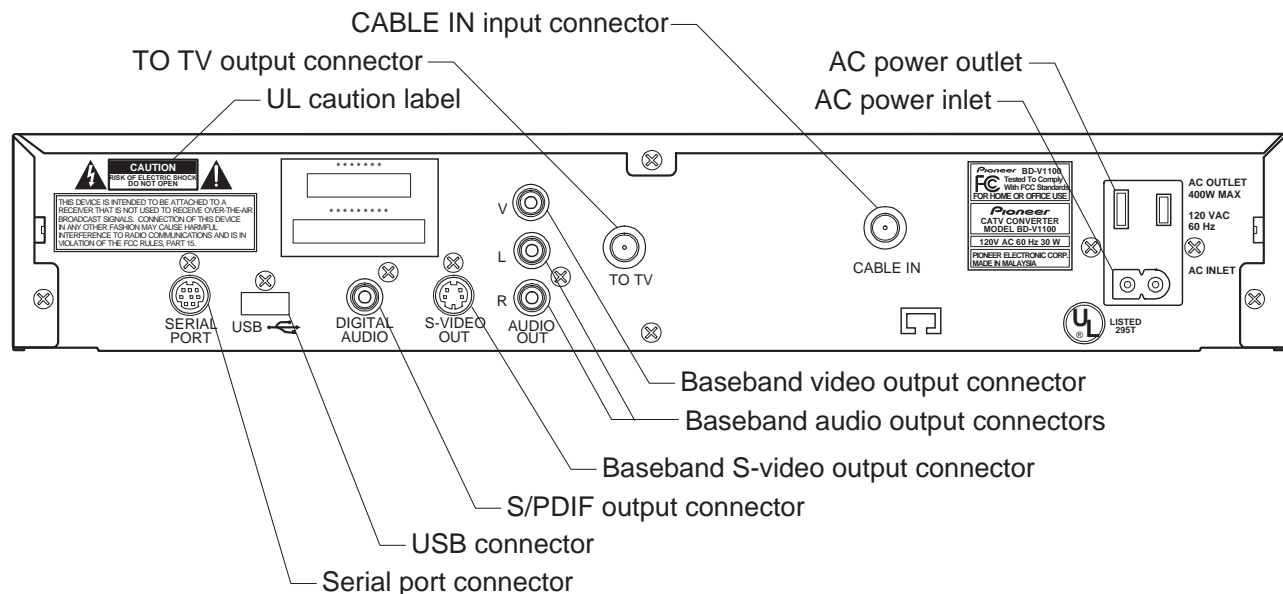 CABLE IN input connector
TO TV output connector
AC power outlet
UL caution label
AC power inlet
CAUTION
RISK OF ELECTRIC SHOCK
DO NOT OPEN
THIS DEVICE IS INTENDED TO BE ATTACHED TO A
RECEIVER THAT IS NOT USED TO RECEIVE OVER-THE-AIR
BROADCAST SIGNALS. CONNECTION OF THIS DEVICE
IN ANY OTHER FASHION MAY CAUSE HARMFUL
INTERFERENCE TO RADIO COMMUNICATIONS AND IS IN
VIOLATION OF THE FCC RULES, PART 15.
*******
*********
V
L
R
AUDIO
OUT
TO TV
CABLE IN
Pioneer BD-V1100
FC Tested To Comply
With FCC Standards
FOR HOME OR OFFICE USE
Pioneer
CATV CONVERTER
MODEL BD-V1100
120V AC 60 Hz 30 W
PIONEER ELECTRONIC CORP.
MADE IN MALAYSIA
AC OUTLET
400W MAX
120 VAC
60 Hz
AC INLET
UL ® LISTED
295T
SERIAL
PORT
USB
DIGITAL
AUDIO
S-VIDEO
OUT
Baseband video output connector
Baseband audio output connectors
Baseband S-video output connector
S/PDIF output connector
USB connector
Serial port connector